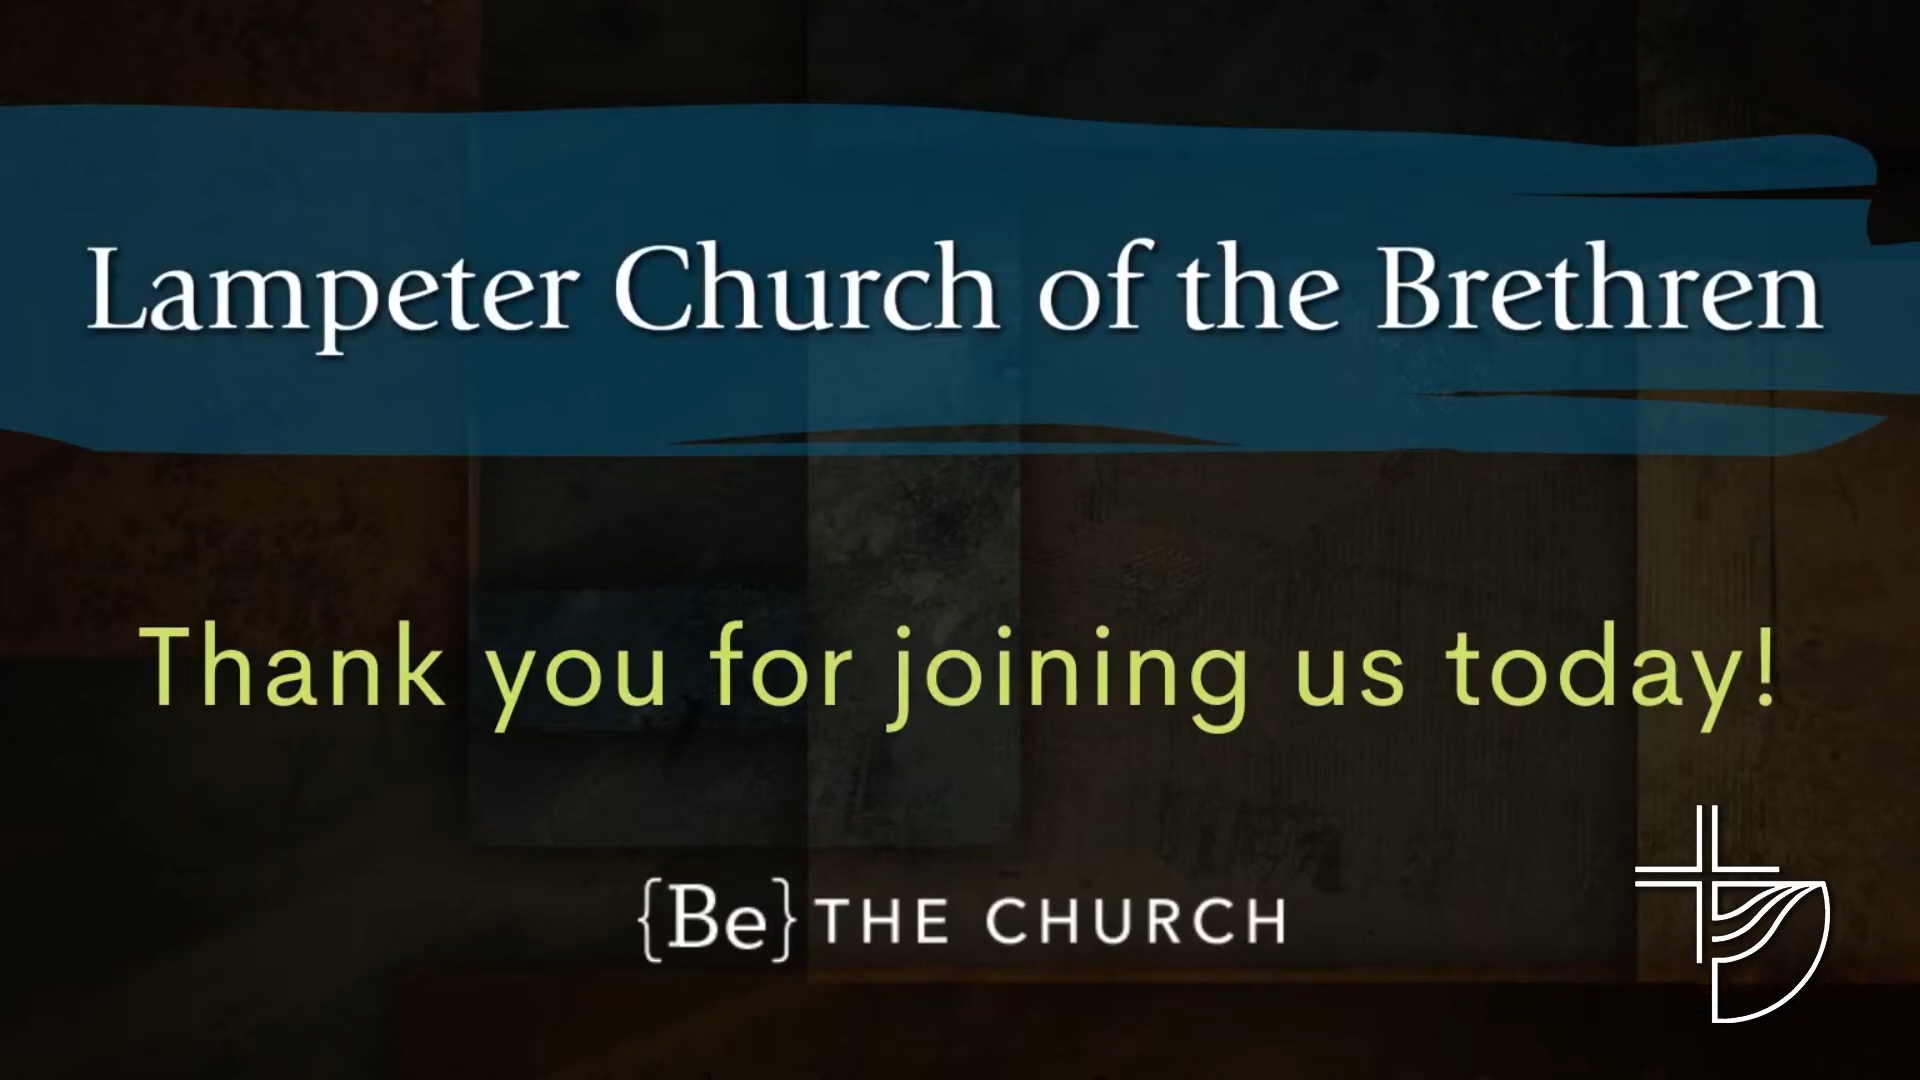 Lampeter Church of the Brethren
Thank you for joining us today!
{Be} THE CHURCH